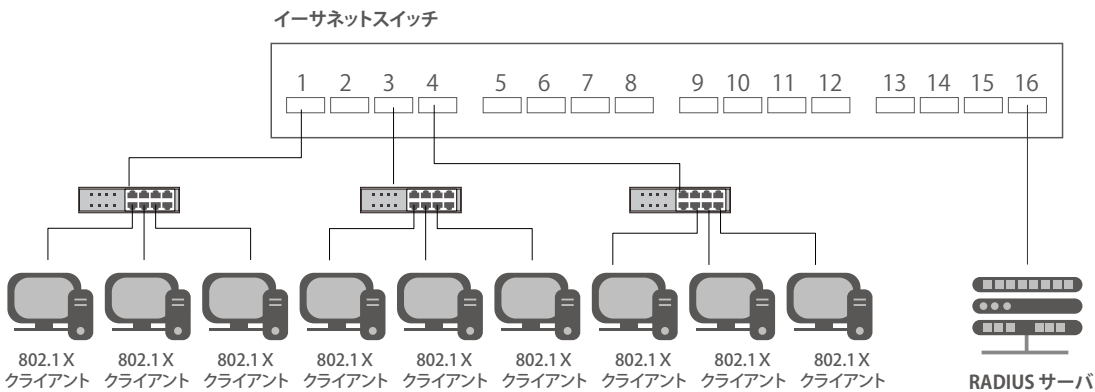 イーサネットスイッチ
1 2 3 4 5 6 7 8 9 10 11 12 13 14 15 16
802.1X 802.1X 802.1X 802.1X 802.1X 802.1X 802.1X 802.1X 802.1X
クライアント クライアント クライアント クライアント クライアント クライアント クライアント クライアント クライアント
RADIUS サーバ